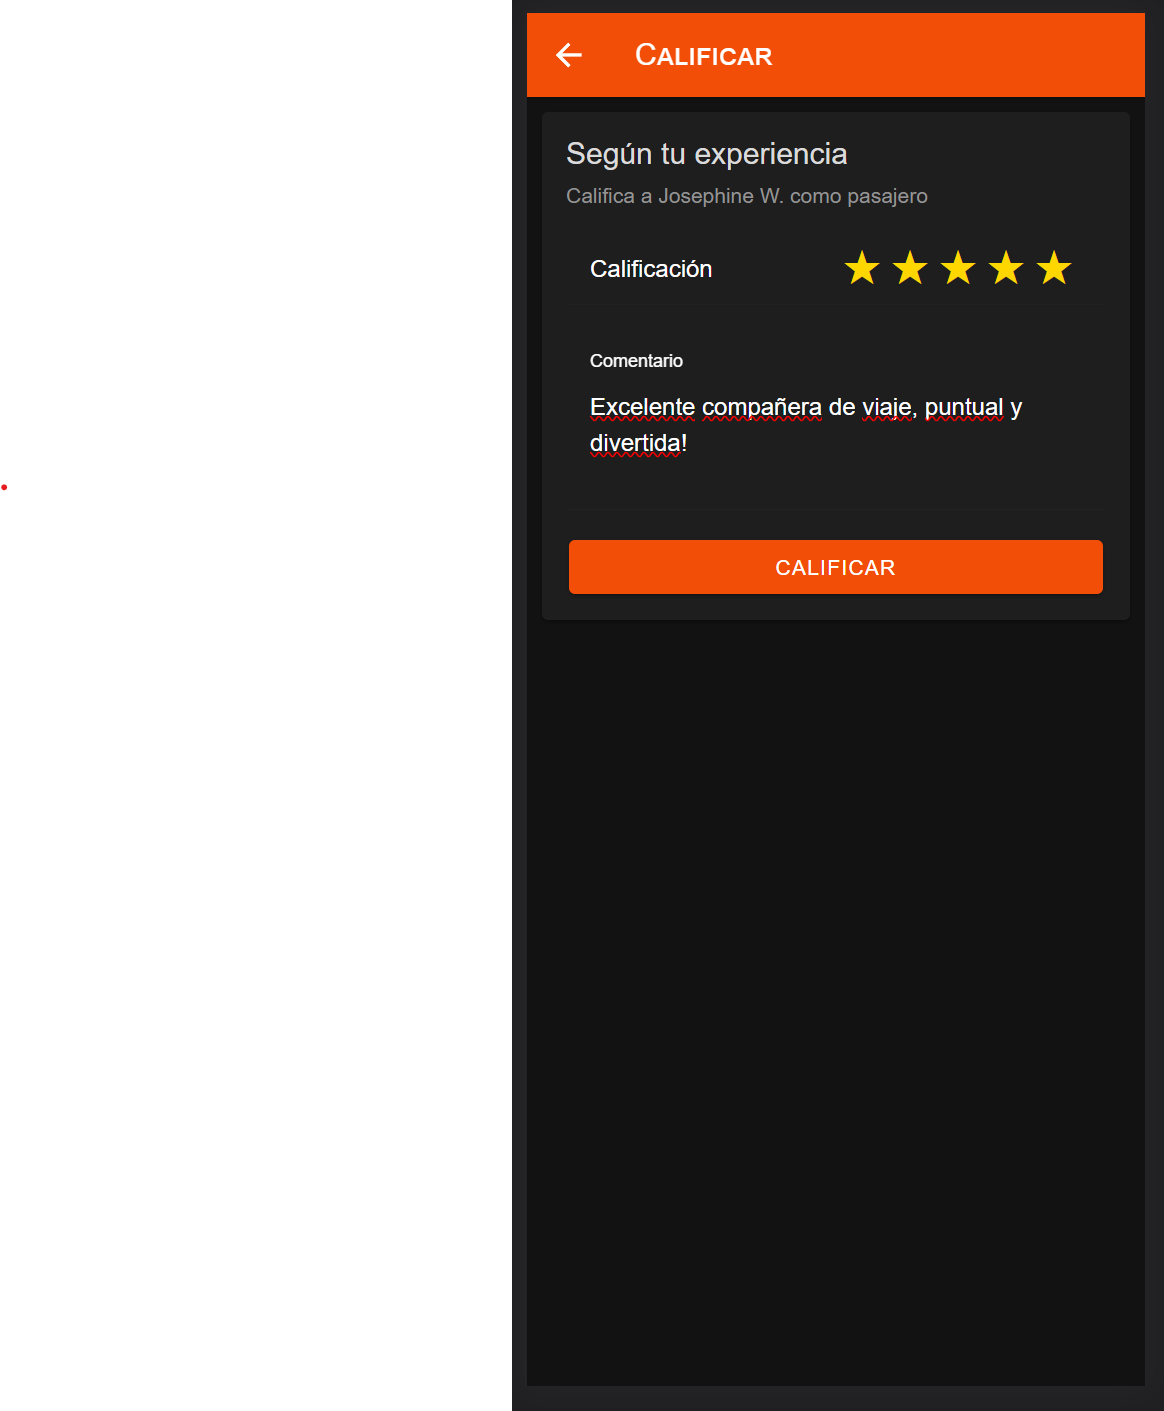 CALIFICAR
Según tu experiencia
Califica a Josephine W. como pasajero
Calificación
Comentario
Excelente compañera de viaje, puntual y
divertida!
CALIFICAR